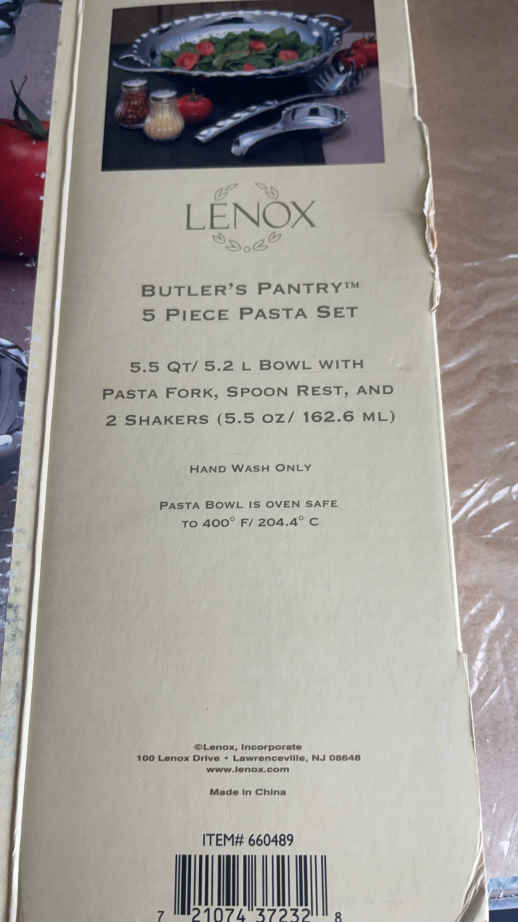 LENOX
BUTLER'S PANTRY™
5 PIECE PASTA SET
5.5 QT/ 5.2 L BOWL WITH
PASTA FORK, SPOON REST, AND
2 SHAKERS (5.5 OZ/ 162.6 ML)
HAND WASH ONLY
PASTA BOWL IS OVEN SAFE
TO 400° F/ 204.4° C
©Lenox, Incorporate
100 Lenox Drive • Lawrenceville, NJ 08648
www.lenox.com
Made in China
ITEM# 660489
7 21074 37232 8